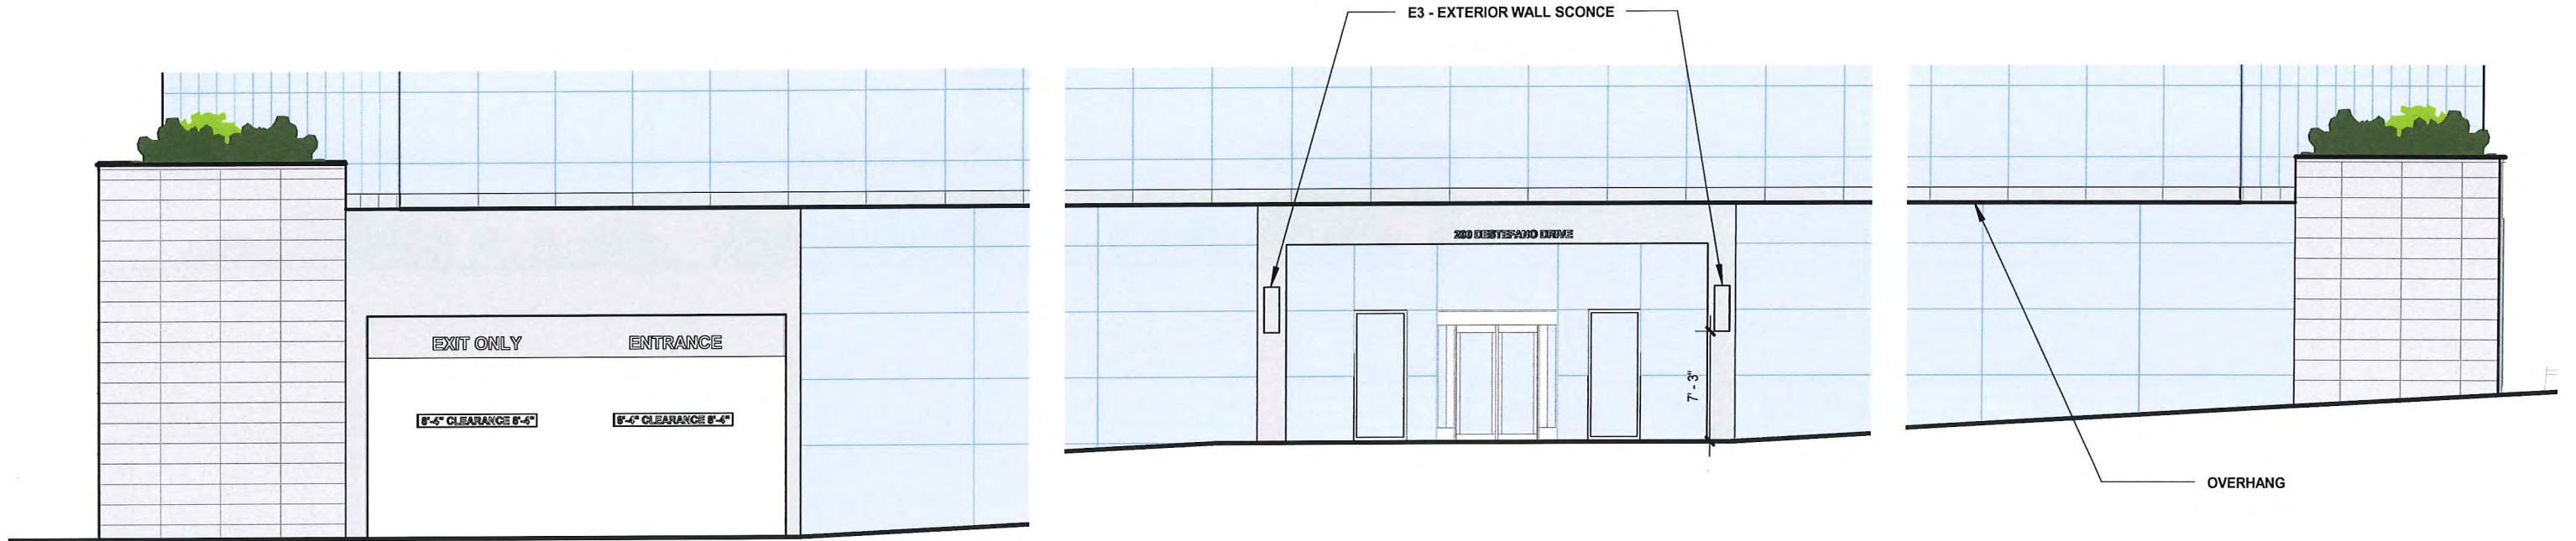 E3 - EXTERIOR WALL SCONCE
200 DESTEFANO DRIVE
EXIT ONLY ENTRANCE
8'-4" CLEARANCE 8'-4" 8'-4" CLEARANCE 8'-4"
7' - 3"
OVERHANG